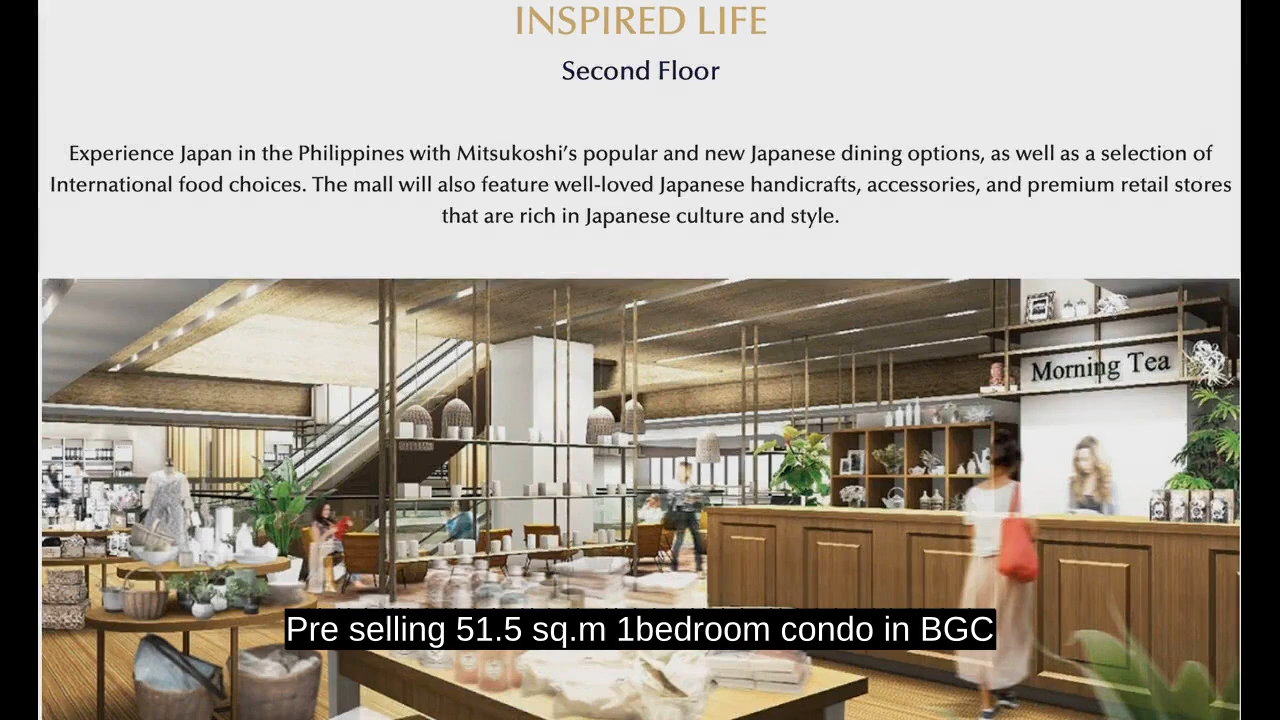 INSPIRED LIFE
Second Floor
Experience Japan in the Philippines with Mitsukoshi’s popular and new Japanese dining options, as well as a selection of
International food choices. The mall will also feature well-loved Japanese handicrafts, accessories, and premium retail stores
that are rich in Japanese culture and style.
Morning Tea
Pre selling 51.5 sq.m 1bedroom condo in BGC